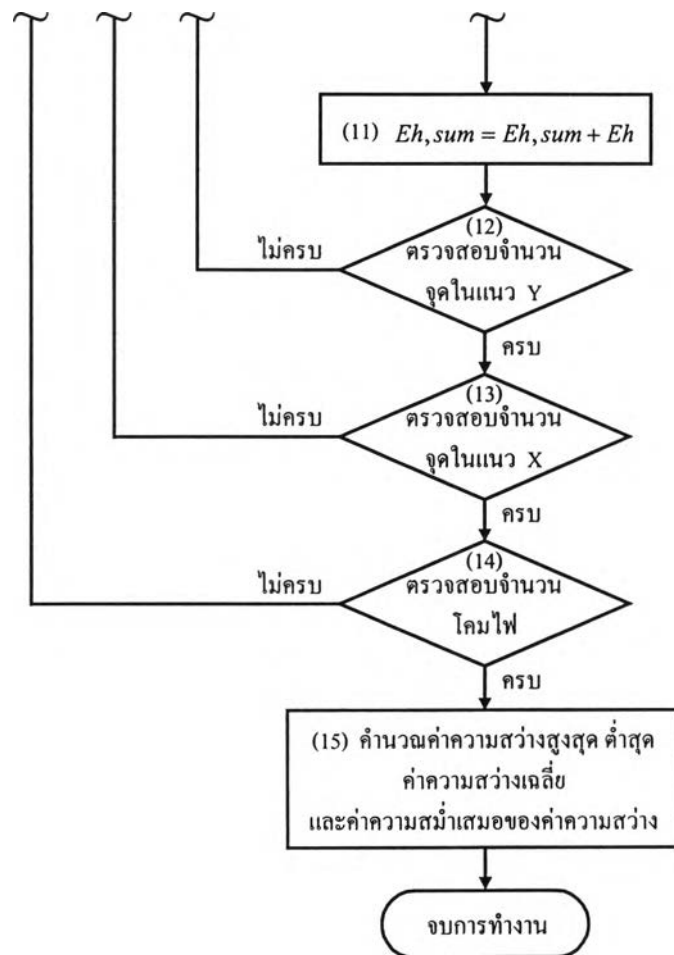 (11) Eh,sum = Eh,sum + Eh
(12)
ไม่ครบ
ตรวจสอบจำนวน
จุดในแนว Y
ครบ
(13)
ไม่ครบ
ตรวจสอบจำนวน
จุดในแนว X
ครบ
(14)
ไม่ครบ
ตรวจสอบจำนวน
โคมไฟ
ครบ
(15) คำนวณค่าความสว่างสูงสุด ต่ำสุด
ค่าความสว่างเฉลี่ย
และค่าความสม่ำเสมอของค่าความสว่าง
จบการทำงาน